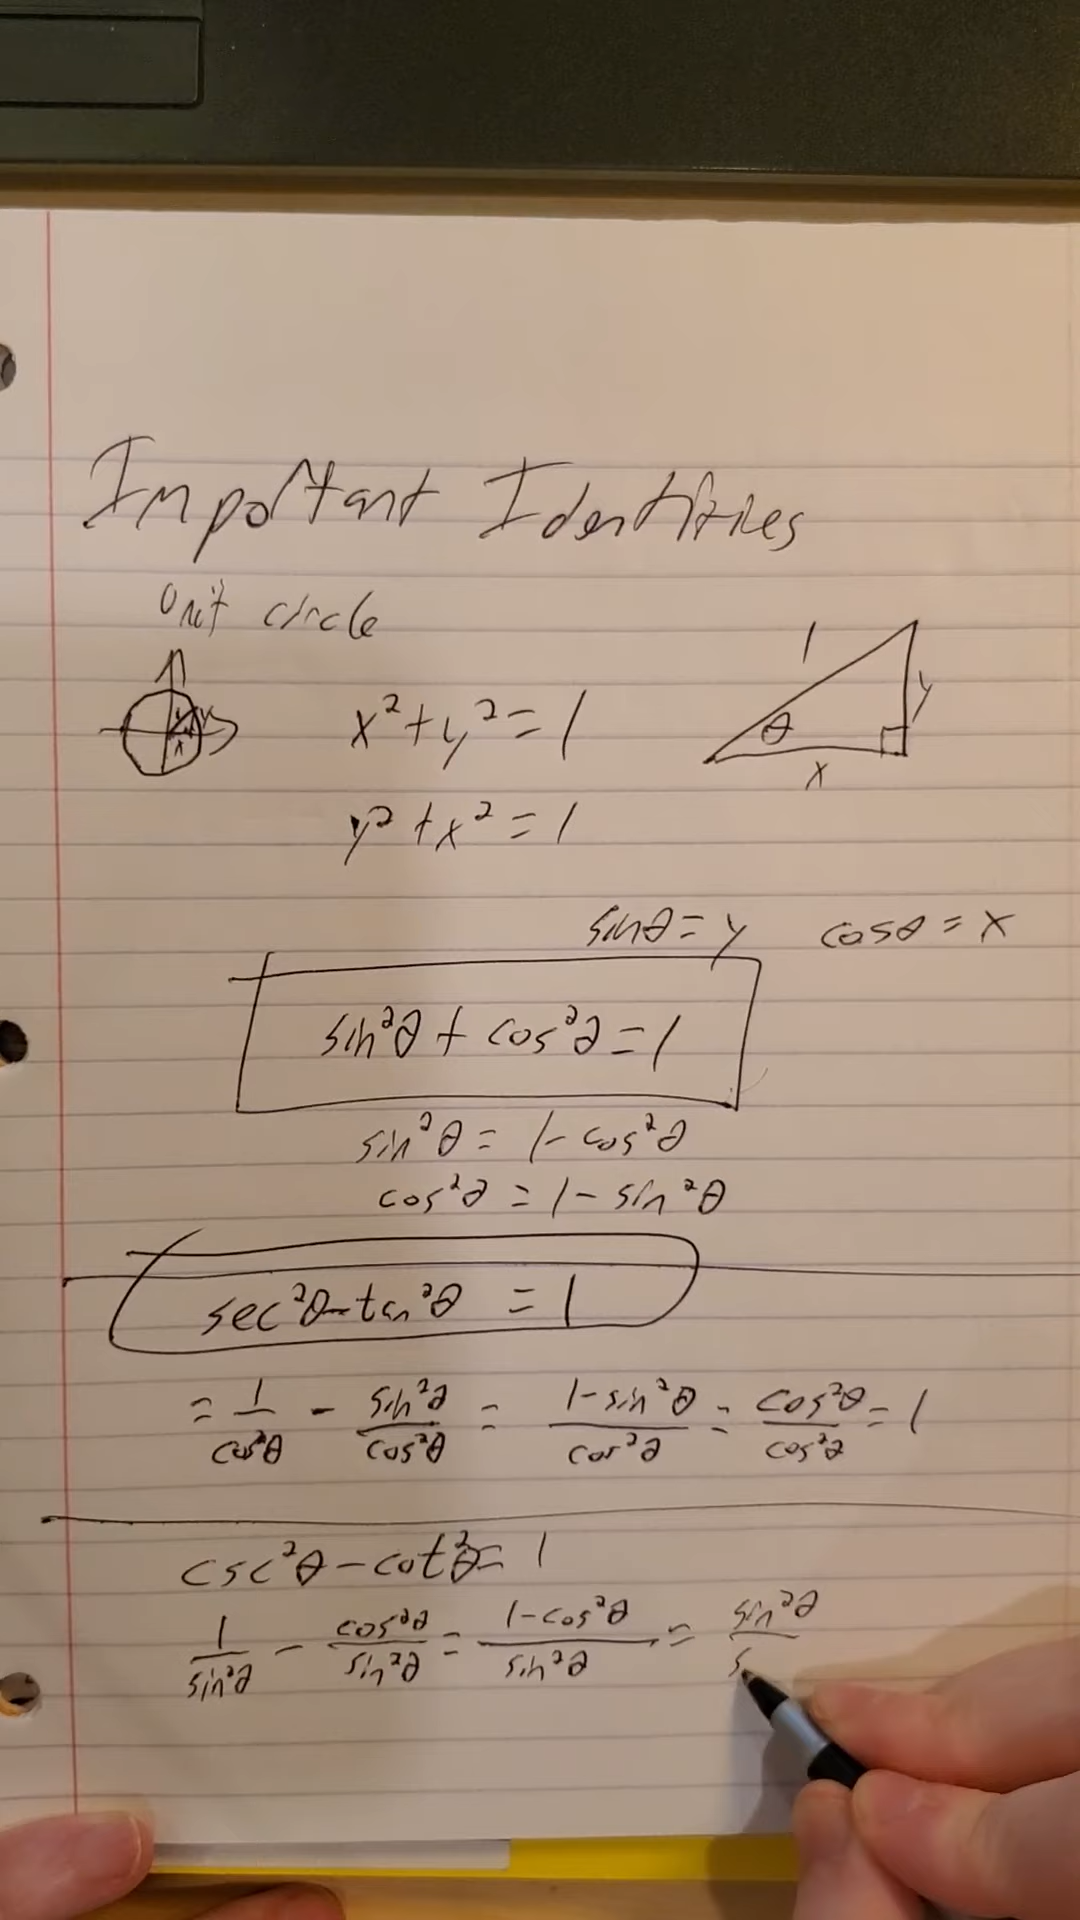 Important Identities
Unit circle
x² + y² = 1
1
y
θ
x
y² + x² = 1
sinθ = y cosθ = x
sin²θ + cos²θ = 1
sin²θ = 1 - cos²θ
cos²θ = 1 - sin²θ
sec²θ - tan²θ = 1
= 1/cos²θ - sin²θ/cos²θ = 1-sin²θ/cos²θ = cos²θ/cos²θ = 1
csc²θ - cot²θ = 1
1/sin²θ - cos²θ/sin²θ = 1-cos²θ/sin²θ = sin²θ/s